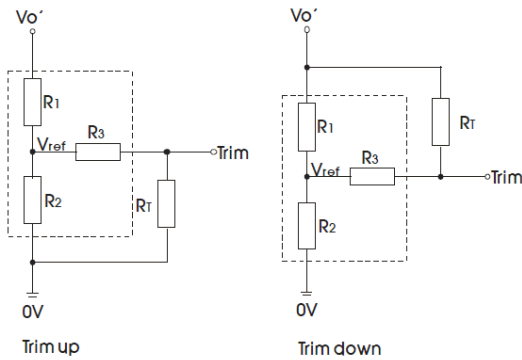 Vo´
R1
Vref
R3
Trim
R2
RT
0V
Trim up
Vo´
R1
RT
Vref
R3
Trim
R2
0V
Trim down